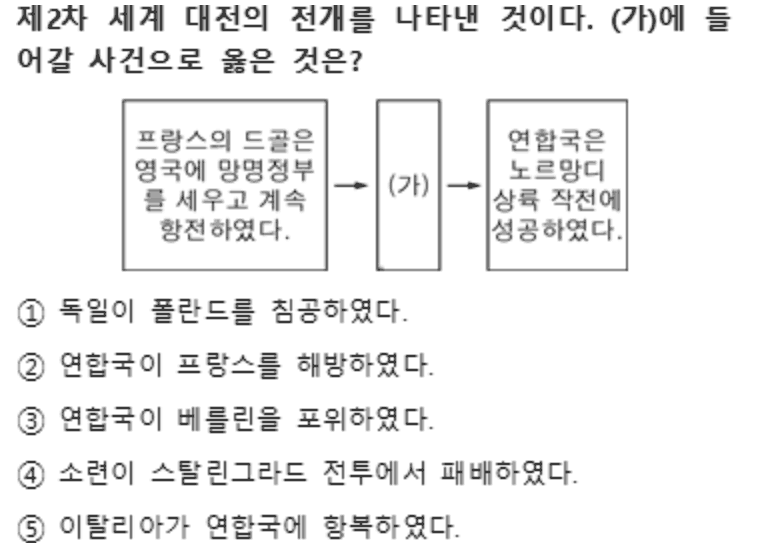 제2차 세계 대전의 전개를 나타낸 것이다. (가)에 들
어갈 사건으로 옳은 것은?
프랑스의 드골은
영국에 망명정부
를 세우고 계속
항전하였다.
(가)
연합국은
노르망디
상륙 작전에
성공하였다.
① 독일이 폴란드를 침공하였다.
② 연합국이 프랑스를 해방하였다.
③ 연합국이 베를린을 포위하였다.
④ 소련이 스탈린그라드 전투에서 패배하였다.
⑤ 이탈리아가 연합국에 항복하였다.